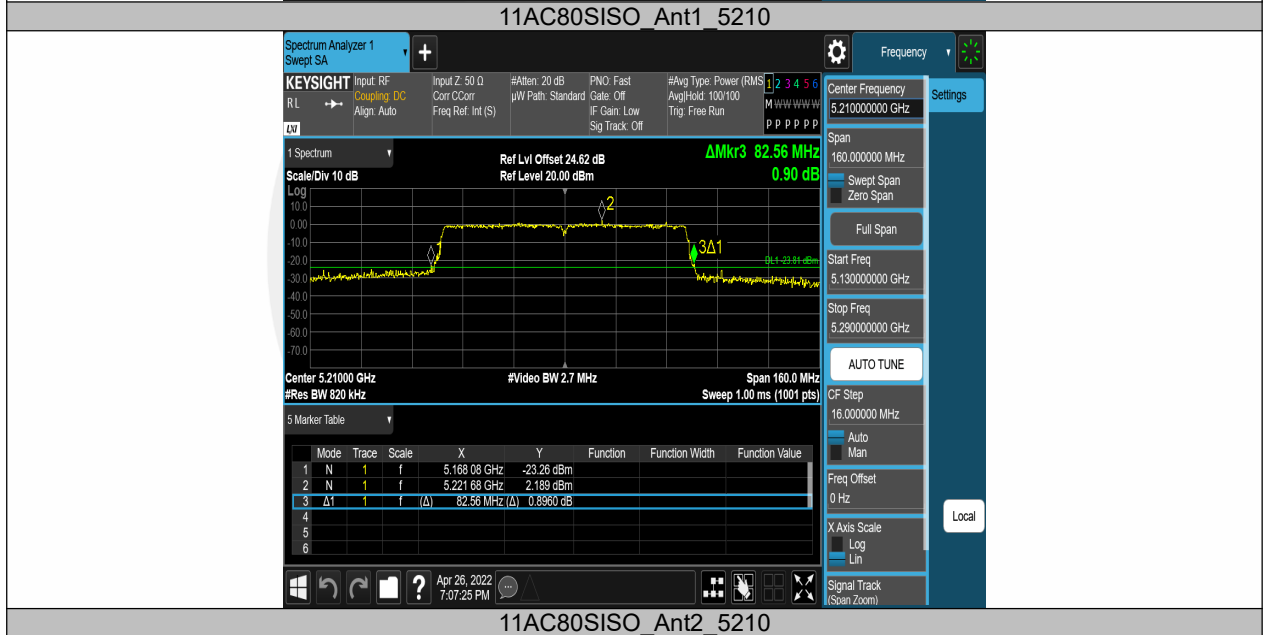 11AC80SISO_Ant1_5210
Spectrum Analyzer 1
Swept SA
+
Frequency
KEYSIGHT
RL
LXI
Input: RF
Coupling: DC
Align: Auto
Input Z: 50 Ω
Corr CCorr
Freq Ref: Int (S)
#Atten: 20 dB
µW Path: Standard
PNO: Fast
Gate: Off
IF Gain: Low
Sig Track: Off
#Avg Type: Power (RMS
Avg|Hold: 100/100
Trig: Free Run
1 2 3 4 5 6
M W W W W W
P P P P P P
Center Frequency
5.210000000 GHz
Settings
Span
160.000000 MHz
Swept Span
Zero Span
Full Span
Start Freq
5.130000000 GHz
Stop Freq
5.290000000 GHz
AUTO TUNE
CF Step
16.000000 MHz
Auto
Man
Freq Offset
0 Hz
X Axis Scale
Log
Lin
Signal Track
(Span Zoom)
Local
1 Spectrum
Scale/Div 10 dB
Ref Lvl Offset 24.62 dB
Ref Level 20.00 dBm
ΔMkr3 82.56 MHz
0.90 dB
Log
10.0
0.00
-10.0
-20.0
-30.0
-40.0
-50.0
-60.0
-70.0
1
2
3Δ1
DL1 -23.81 dBm
Center 5.21000 GHz
#Video BW 2.7 MHz
Span 160.0 MHz
#Res BW 820 kHz
Sweep 1.00 ms (1001 pts)
5 Marker Table
Mode Trace Scale X Y Function Function Width Function Value
1 N 1 f 5.168 08 GHz -23.26 dBm
2 N 1 f 5.221 68 GHz 2.189 dBm
3 Δ1 1 f (Δ) 82.56 MHz (Δ) 0.8960 dB
4
5
6
?
Apr 26, 2022
7:07:25 PM
11AC80SISO_Ant2_5210